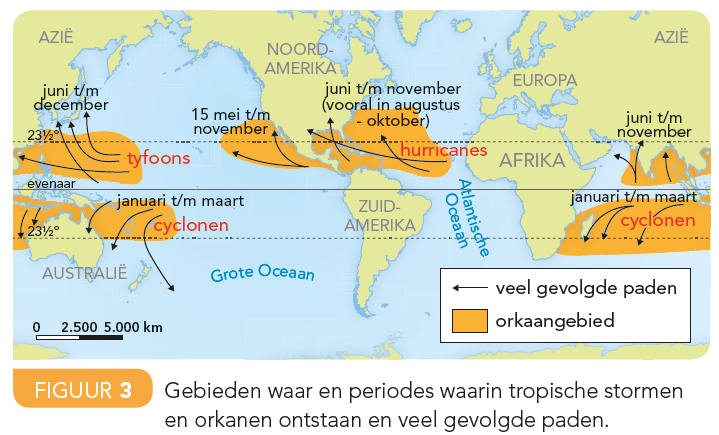 AZIË
NOORD-
AMERIKA
EUROPA
AZIË
juni t/m
december
15 mei t/m
november
juni t/m november
(vooral in augustus
- oktober)
juni t/m
november
23½°
tyfoons
hurricanes
AFRIKA
evenaar
januari t/m maart
cyclonen
ZUID-
AMERIKA
Atlantische
Oceaan
januari t/m maart
cyclonen
23½°
AUSTRALIË
Grote Oceaan
veel gevolgde paden
orkaangebied
0 2.500 5.000 km
FIGUUR 3
Gebieden waar en periodes waarin tropische stormen
en orkanen ontstaan en veel gevolgde paden.